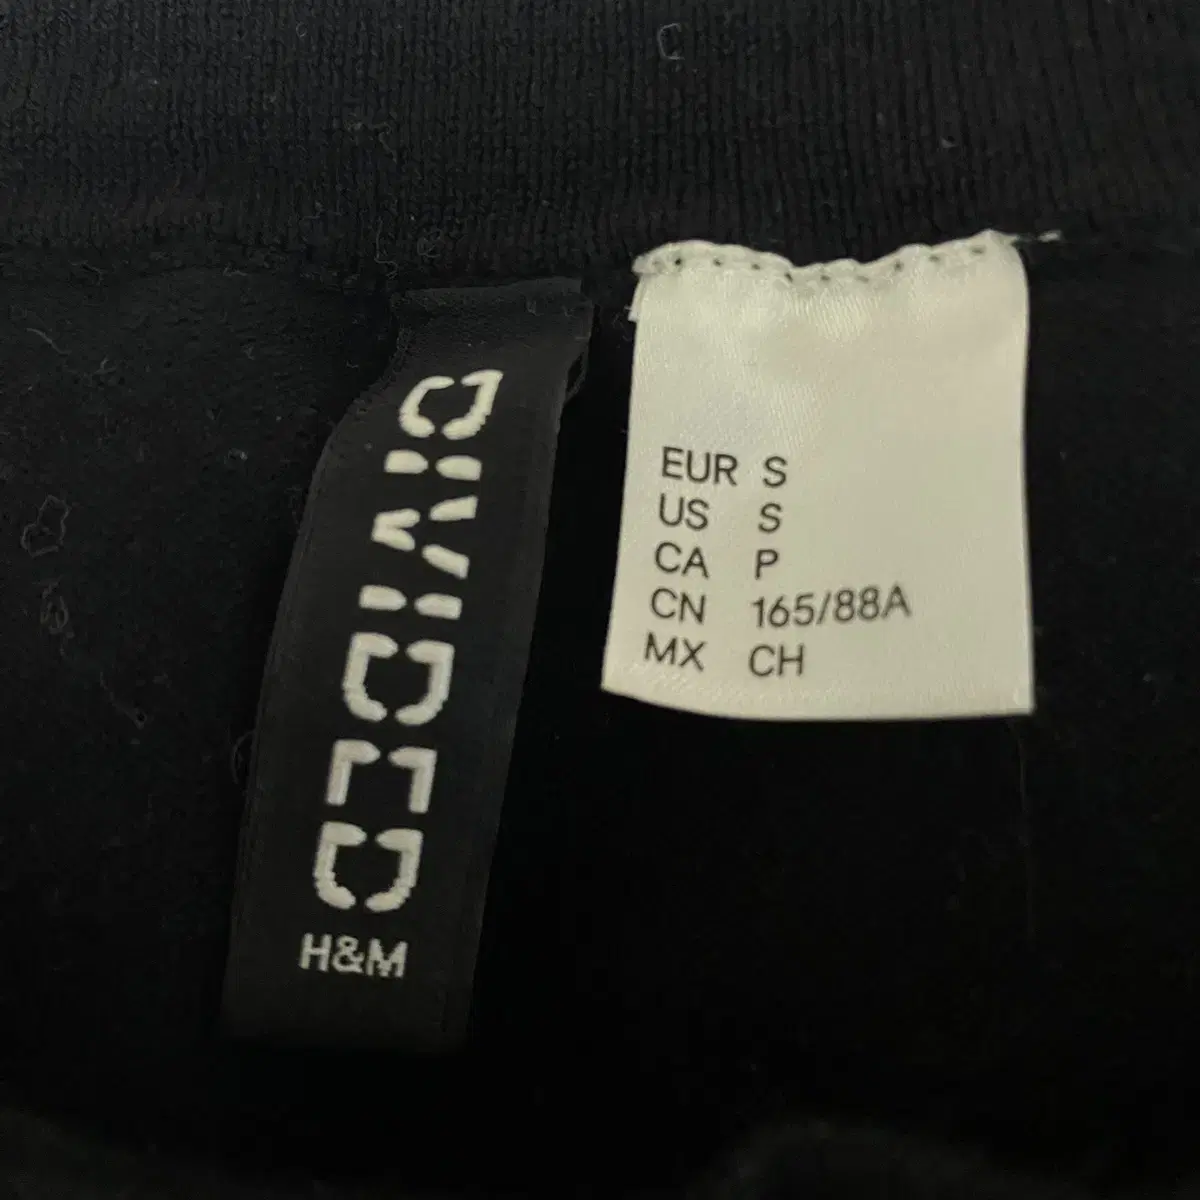 DIVIDED
H&M
EUR S
US S
CA P
CN 165/88A
MX CH